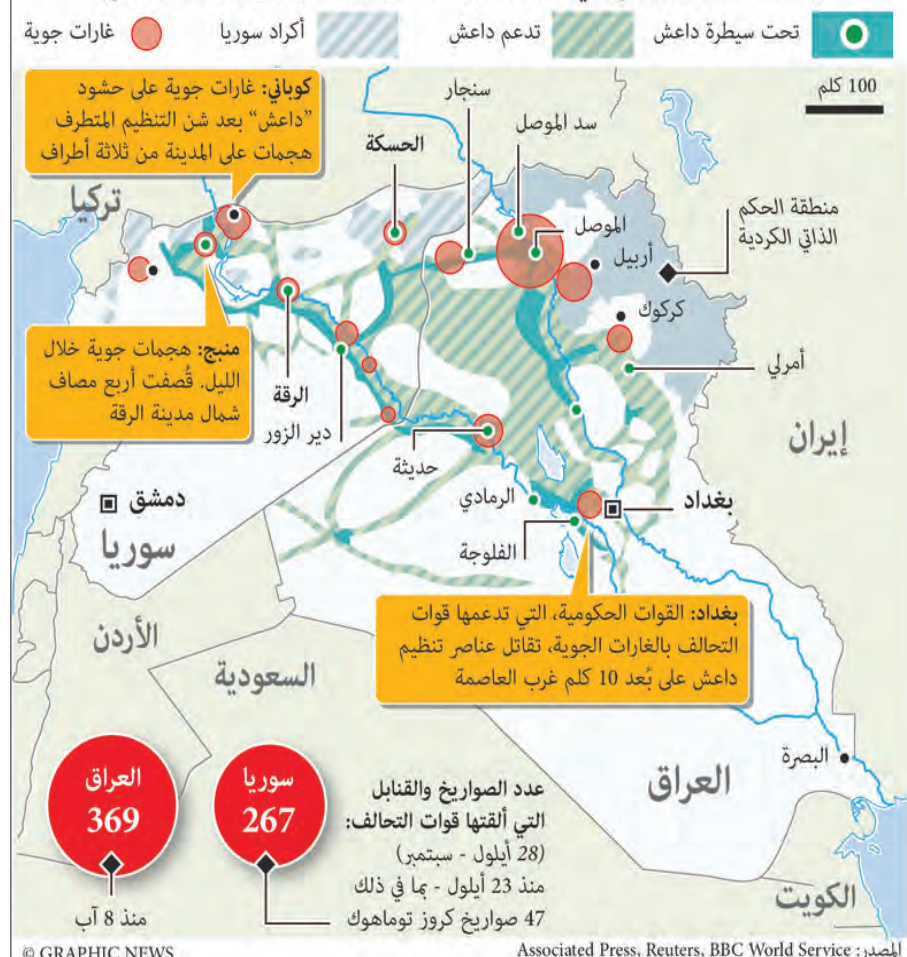 تحت سيطرة داعش
تدعم داعش
أكراد سوريا
غارات جوية
100 كلم
كوباني: غارات جوية على حشود
“داعش” بعد شن التنظيم المتطرف
هجمات على المدينة من ثلاثة أطراف
سنجار
سد الموصل
الحسكة
تركيا
الموصل
منطقة الحكم
الذاتي الكردية
أربيل
كركوك
أمرلي
منبج: هجمات جوية خلال
الليل. قُصفت أربع مصاف
شمال مدينة الرقة
الرقة
دير الزور
حديثة
إيران
الرمادي
بغداد
دمشق
سوريا
الفلوجة
بغداد: القوات الحكومية، التي تدعمها قوات
التحالف بالغارات الجوية، تقاتل عناصر تنظيم
داعش على بُعد 10 كلم غرب العاصمة
الأردن
السعودية
البصرة
العراق
الكويت
عدد الصواريخ والقنابل
التي ألقتها قوات التحالف:
(28 أيلول - سبتمبر)
منذ 23 أيلول - بما في ذلك
47 صواريخ كروز توماهوك
سوريا
267
العراق
369
منذ 8 آب
المصدر: Associated Press, Reuters, BBC World Service
© GRAPHIC NEWS